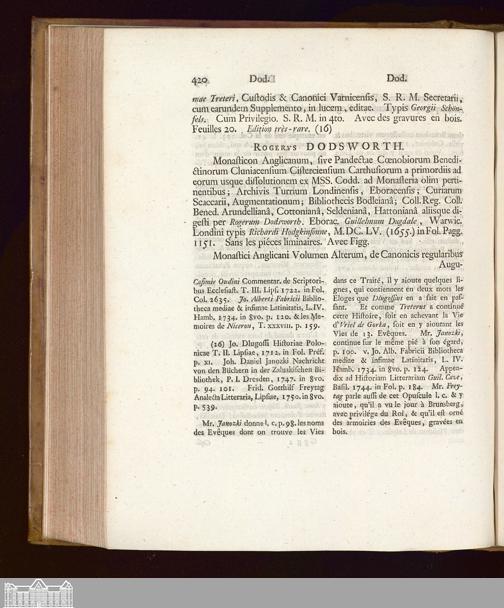 420 Dod. Dod.
mae Treteri, Custodis & Canonici Varnicensis, S. R. M. Secretarii,
cum earundem Supplemento, in lucem, editae. Typis Georgii Schön-
fels. Cum Privilegio. S. R. M. in 4to. Avec des gravures en bois.
Feuilles 20. Edition très-rare. (16)
ROGERUS DODSWORTH.
Monasticon Anglicanum, sive Pandectae Cœnobiorum Benedi-
ctinorum Cluniacensium Cisterciensium Carthusiorum a primordiis ad
eorum usque dissolutionem ex MSS. Codd. ad Monasteria olim perti-
nentibus; Archivis Turrium Londinensis, Eboracensis; Curiarum
Scaccarii, Augmentationum; Bibliothecis Bodleianâ; Coll. Reg. Coll.
Bened. Arundellianâ, Cottonianâ, Seldenianâ, Hattonianâ aliisque di-
gesti per Rogerum Dodsworth. Eborac. Guilielmum Dugdale, Warwic.
Londini typis Richardi Hodgkinsonne, M.DC. LV. (1655.) in Fol. Pagg.
1151. Sans les piéces liminaires. Avec Figg.
Monastici Anglicani Volumen Alterum, de Canonicis regularibus
Augu-
Casimir Oudini Commentar. de Scriptori-
bus Ecclesiast. T. III. Lips. 1722. in Fol.
Col. 2635. Jo. Alberti Fabricii Biblio-
theca mediae & infimae Latinitatis, L. IV.
Hamb. 1734. in 8vo. p. 120. & les Me-
moires de Niceron, T. XXXVIII. p. 159.
(16) Jo. Dlugossi Historiae Polo-
nicae T. II. Lipsiae, 1712. in Fol. Préf.
p. XI. Joh. Daniel Janozki Nachricht
von den Büchern in der Zaluskischen Bi-
bliothek, P. I. Dresden, 1747. in 8vo.
p. 94. 101. Frid. Gotthilf Freytag
Analecta Litteraria, Lipsiae, 1750. in 8vo.
p. 539.
Mr. Janozki donne l. c. p. 98. les noms
des Evêques dont on trouve les Vies
dans ce Traité, il y ajoute quelques li-
gnes, qui contiennent en deux mots les
Eloges que Dlugossius en a fait en pas-
sant. Et comme Treterus a continué
cette Histoire, soit en achevant la Vie
d'Uriel de Gorka, soit en y ajoutant les
Vies de 13. Evêques. Mr. Janozki,
continue sur le même pié à son égard,
p. 100. v. Jo. Alb. Fabricii Bibliotheca
mediae & infimae Latinitatis, L. IV.
Hamb. 1734. in 8vo. p. 124. Appen-
dix ad Historiam Litterariam Guil. Cave,
Basil. 1744. in Fol. p. 184. Mr. Frey-
tag parle aussi de cet Opuscule l. c. & y
ajoute, qu'il a vu le jour à Brunsberg,
avec privilège du Roi, & qu'il est orné
des armoiries des Evêques, gravées en
bois.